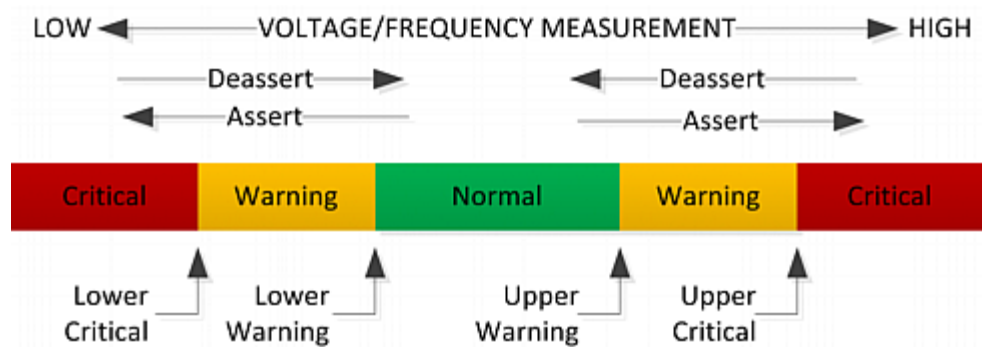 LOW VOLTAGE/FREQUENCY MEASUREMENT HIGH
Deassert Deassert
Assert Assert
Critical Warning Normal Warning Critical
Lower Lower Upper Upper
Critical Warning Warning Critical